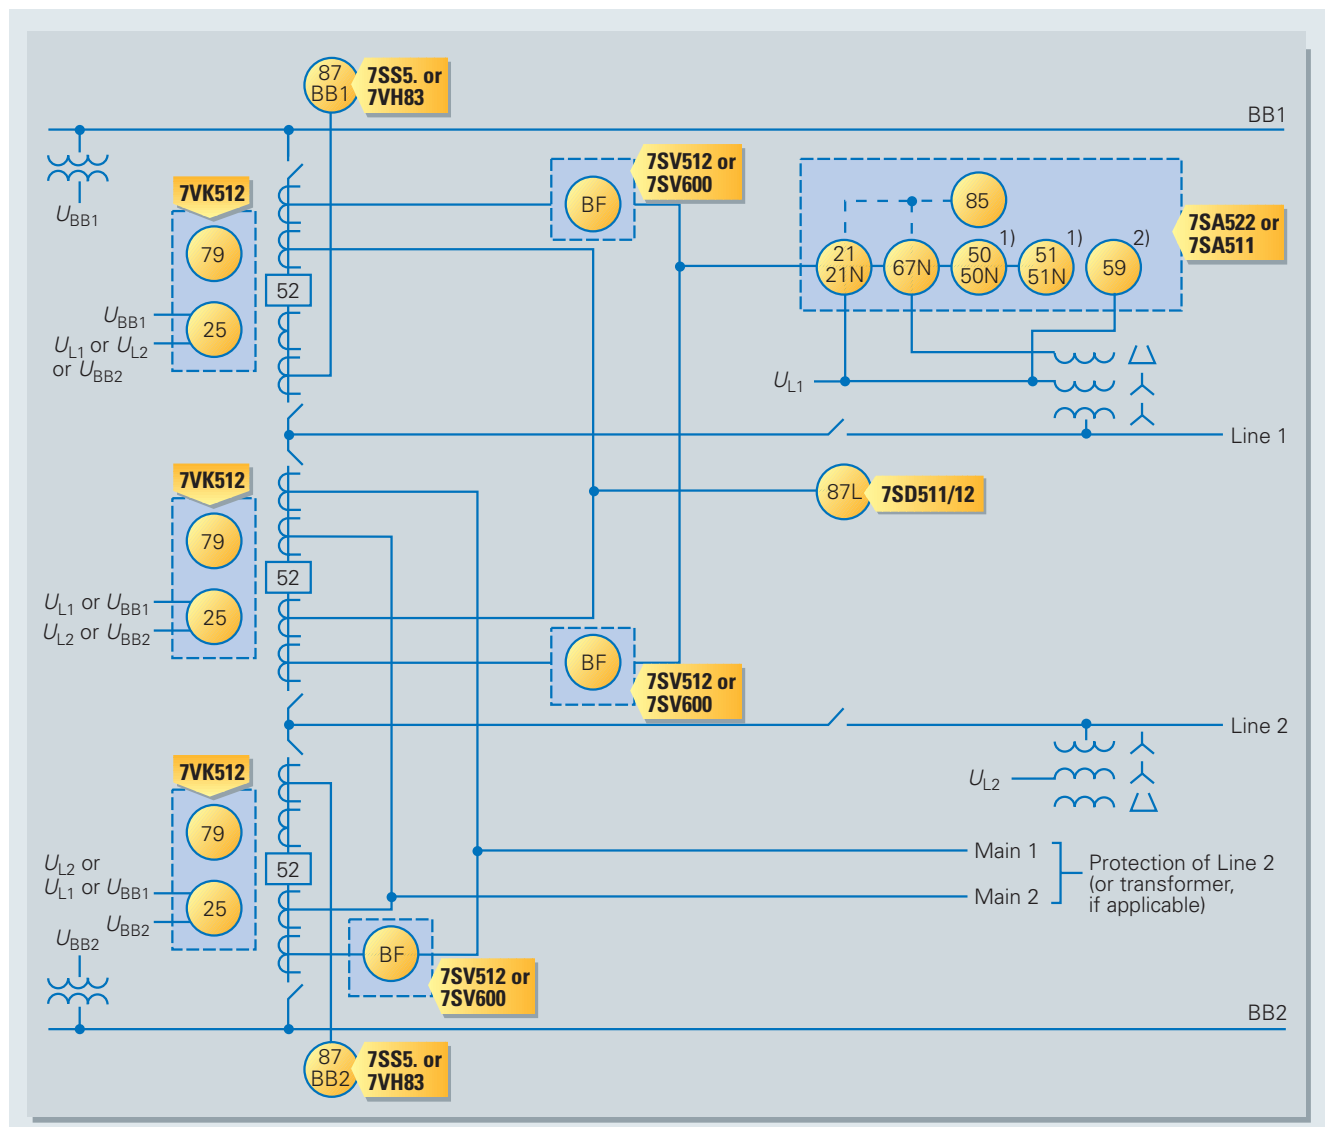 87
BB1
7SS5. or
7VH83
BB1
7SV512 or
7SV600
BF
7VK512
UBB1
79
85
7SA522 or
7SA511
21
21N
67N
1)
50
50N
1)
51
51N
2)
59
52
UBB1
25
UL1 or UL2
or UBB2
UL1
Line 1
7VK512
87L
7SD511/12
79
52
UL1 or UBB1
25
UL2 or UBB2
BF
7SV512 or
7SV600
Line 2
7VK512
UL2
79
52
Main 1
Main 2
Protection of Line 2
(or transformer,
if applicable)
UL2 or
UL1 or UBB1
25
UBB2
UBB2
BF
7SV512 or
7SV600
BB2
87
BB2
7SS5. or
7VH83